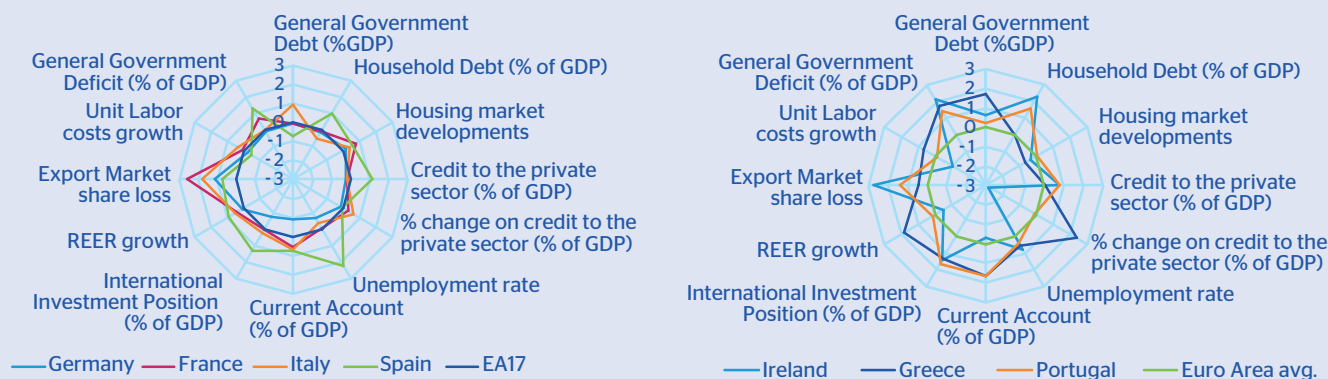 General Government
Debt (%GDP)
Household Debt (% of GDP)
Housing market
developments
Credit to the private
sector (% of GDP)
% change on credit to the
private sector (% of GDP)
Unemployment rate
Current Account
(% of GDP)
International
Investment Position
(% of GDP)
REER growth
Export Market
share loss
Unit Labor
costs growth
General Government
Deficit (% of GDP)
3
2
1
0
-1
-2
-3
Germany
France
Italy
Spain
EA17
General Government
Debt (%GDP)
Household Debt (% of GDP)
Housing market
developments
Credit to the private
sector (% of GDP)
% change on credit to the
private sector (% of GDP)
Unemployment rate
Current Account
(% of GDP)
International Investment
Position (% of GDP)
REER growth
Export Market
share loss
Unit Labor
costs growth
General Government
Deficit (% of GDP)
3
2
1
0
-1
-2
-3
Ireland
Greece
Portugal
Euro Area avg.